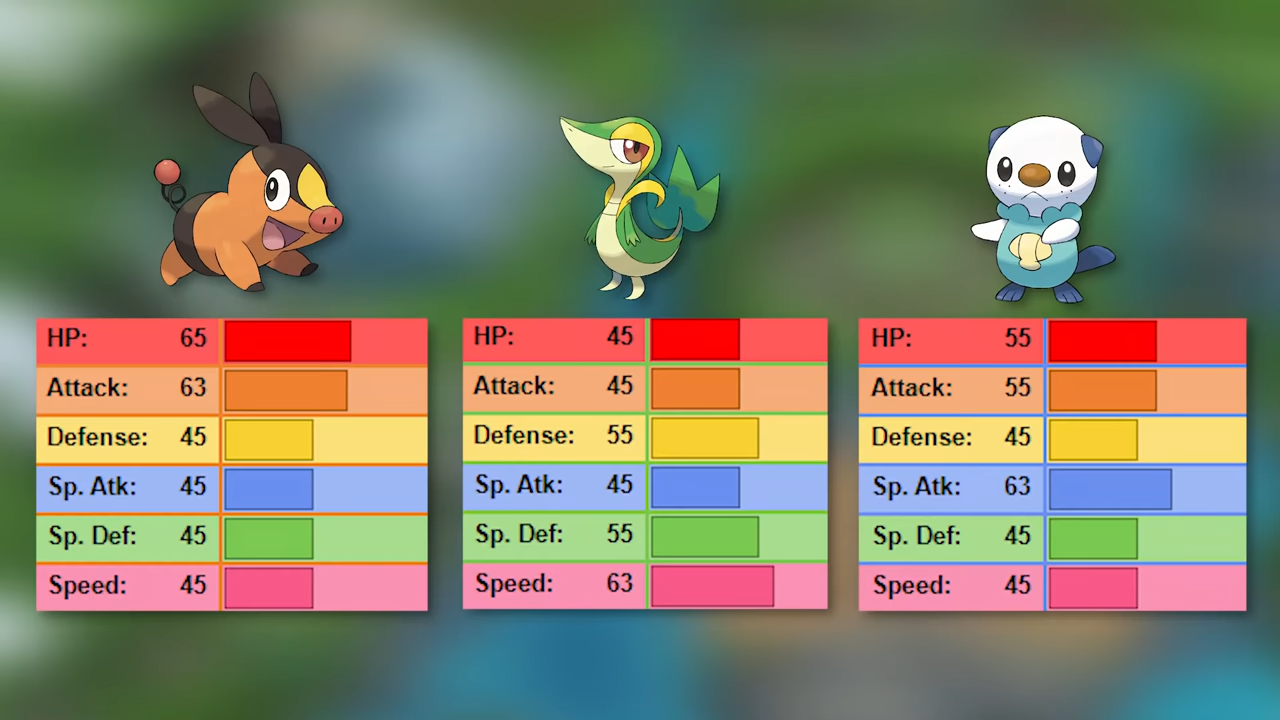 HP: 65
Attack: 63
Defense: 45
Sp. Atk: 45
Sp. Def: 45
Speed: 45
HP: 45
Attack: 45
Defense: 55
Sp. Atk: 45
Sp. Def: 55
Speed: 63
HP: 55
Attack: 55
Defense: 45
Sp. Atk: 63
Sp. Def: 45
Speed: 45